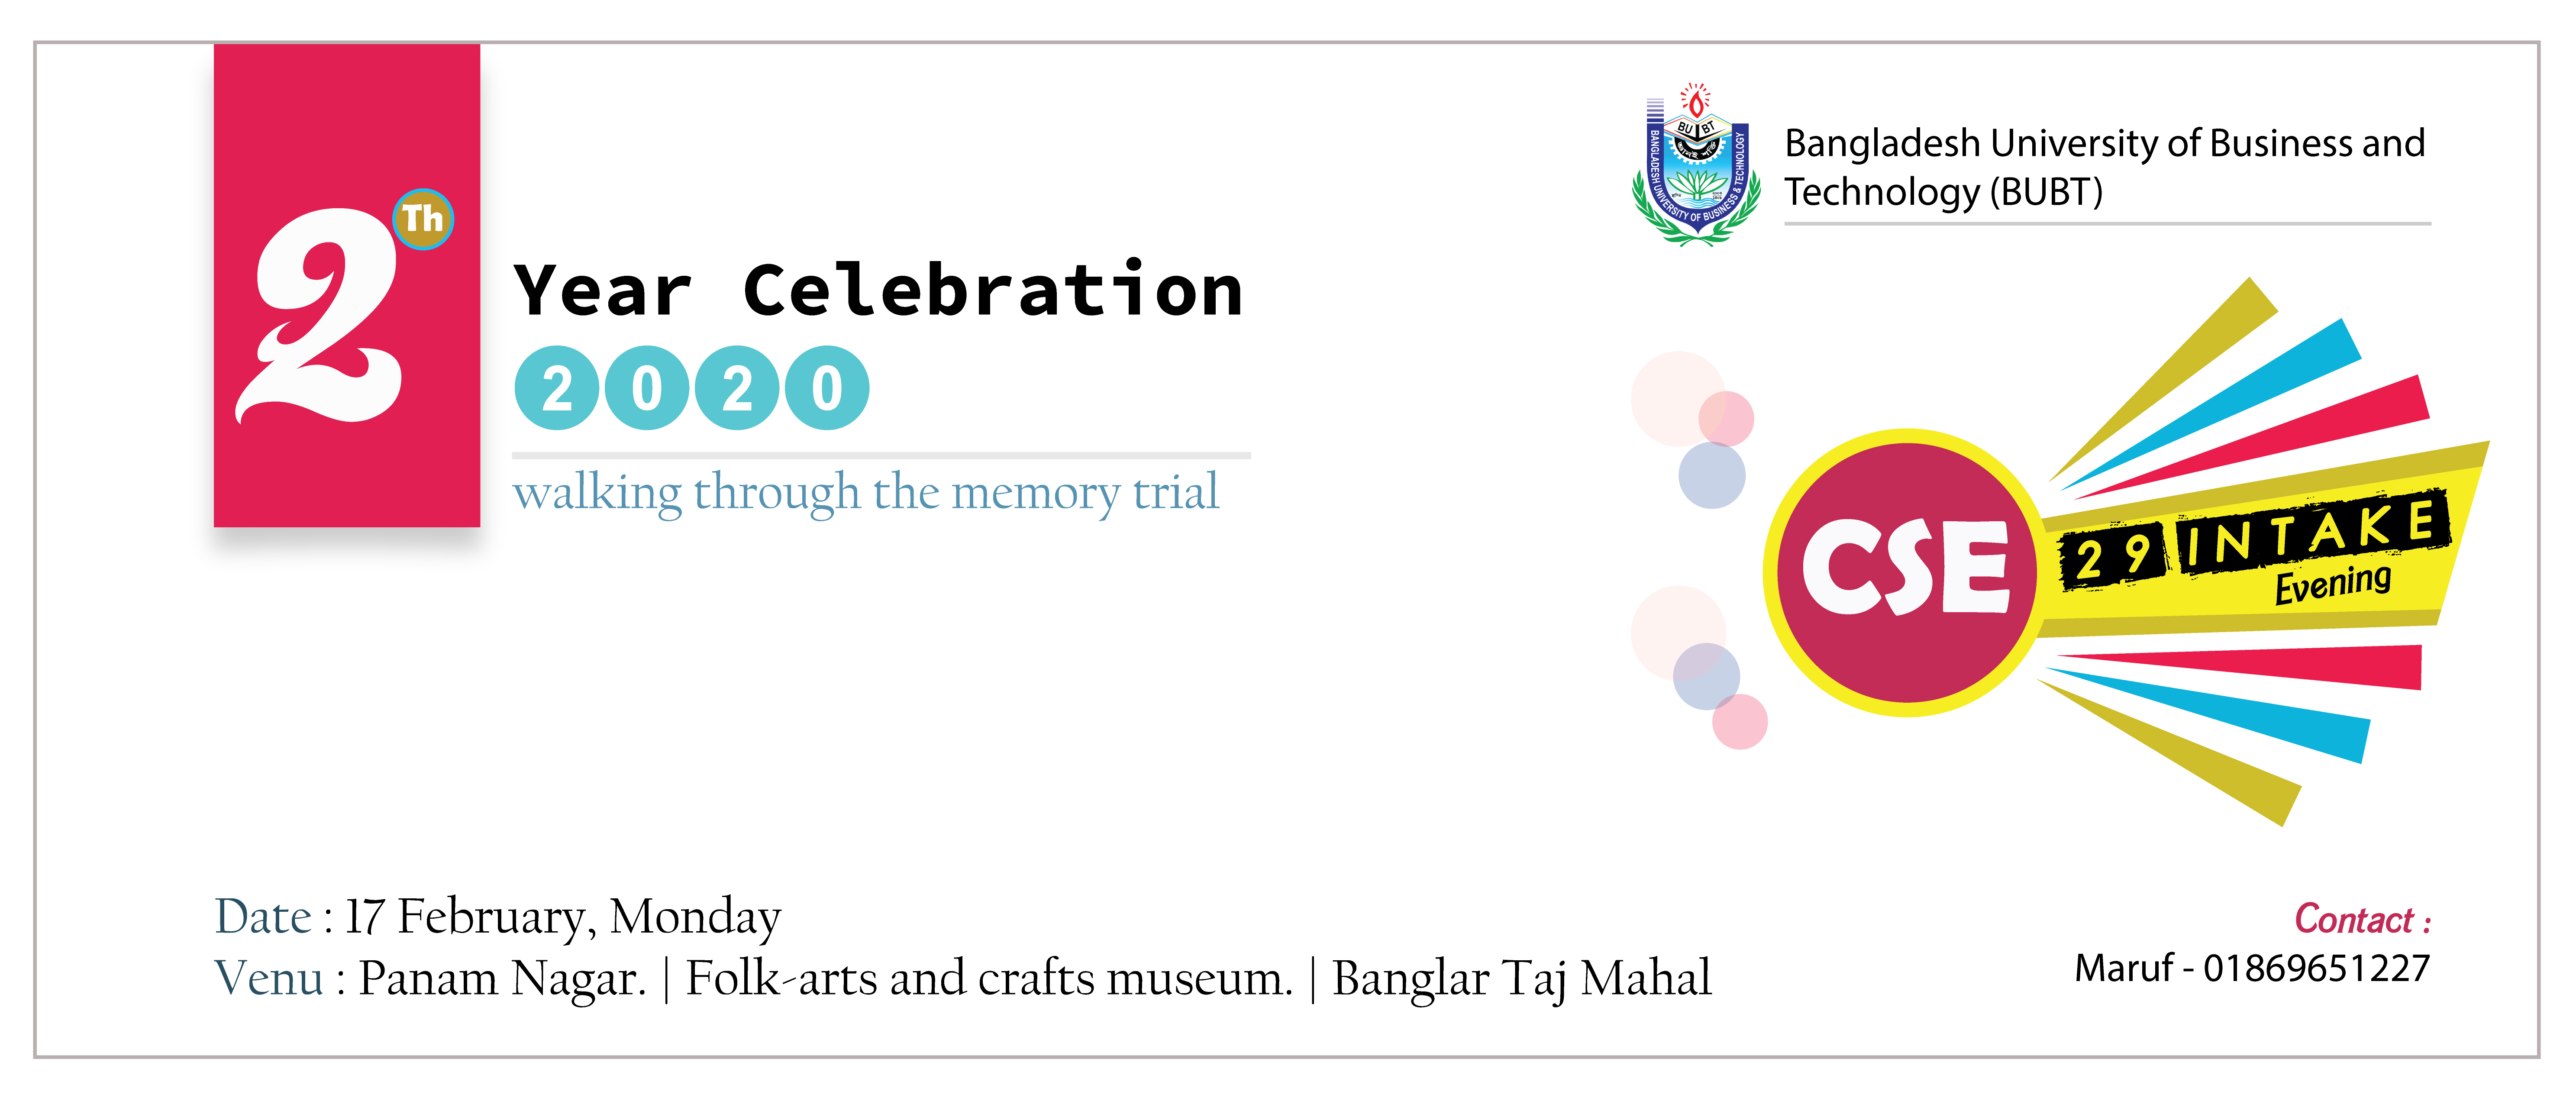 2Th
Year Celebration
2020
walking through the memory trial
BU BT
BANGLADESH UNIVERSITY OF BUSINESS & TECHNOLOGY
Bangladesh University of Business and
Technology (BUBT)
CSE
29 INTAKE
Evening
Date : 17 February, Monday
Venu : Panam Nagar. | Folk-arts and crafts museum. | Banglar Taj Mahal
Contact :
Maruf - 01869651227